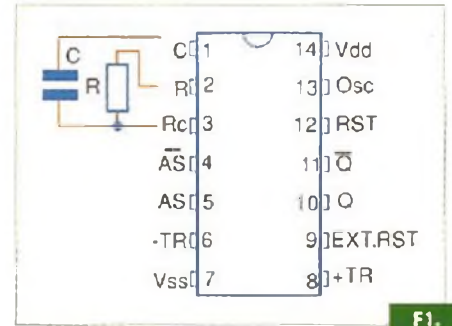 C 1 14 Vdd
C
R R 2 13 Osc
Rc 3 12 RST
A̅S̅ 4 11 Q̅
AS 5 10 Q
-TR 6 9 EXT.RST
Vss 7 8 +TR
F1.